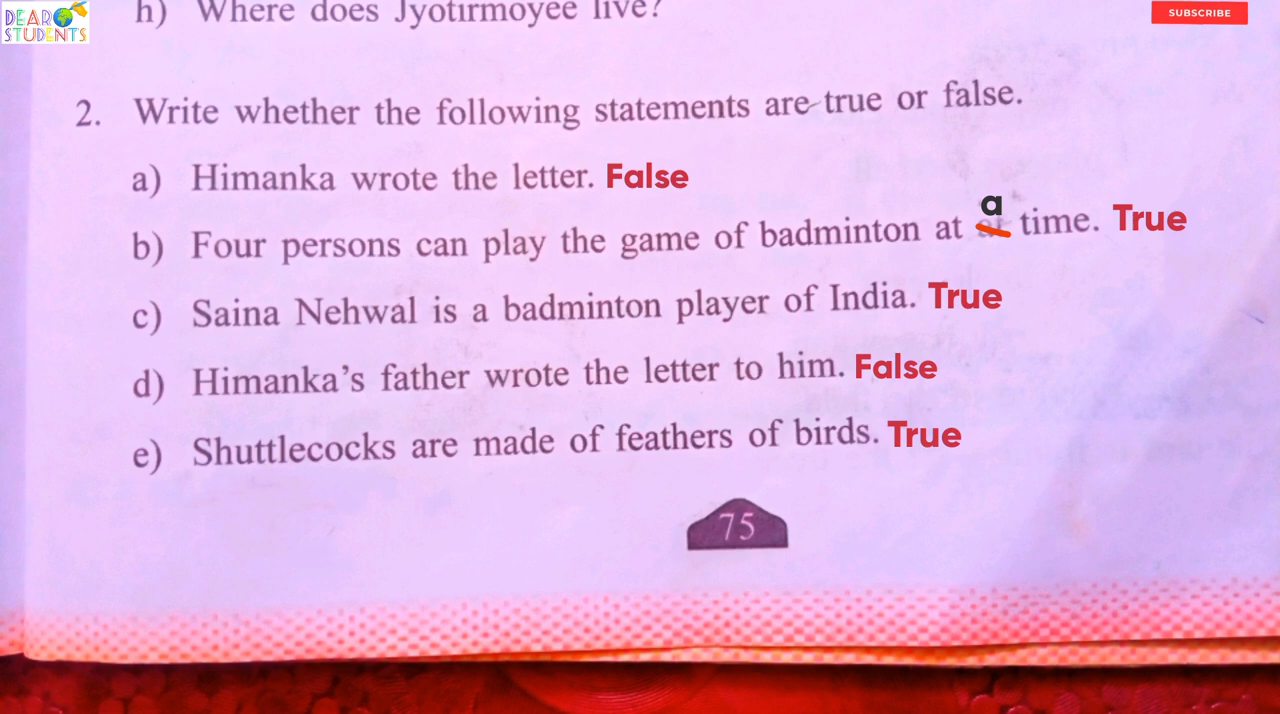 DEAR
STUDENTS
SUBSCRIBE
h) Where does Jyotirmoyee live?
2. Write whether the following statements are true or false.
a) Himanka wrote the letter. False
a
b) Four persons can play the game of badminton at at time. True
c) Saina Nehwal is a badminton player of India. True
d) Himanka's father wrote the letter to him. False
e) Shuttlecocks are made of feathers of birds. True
75